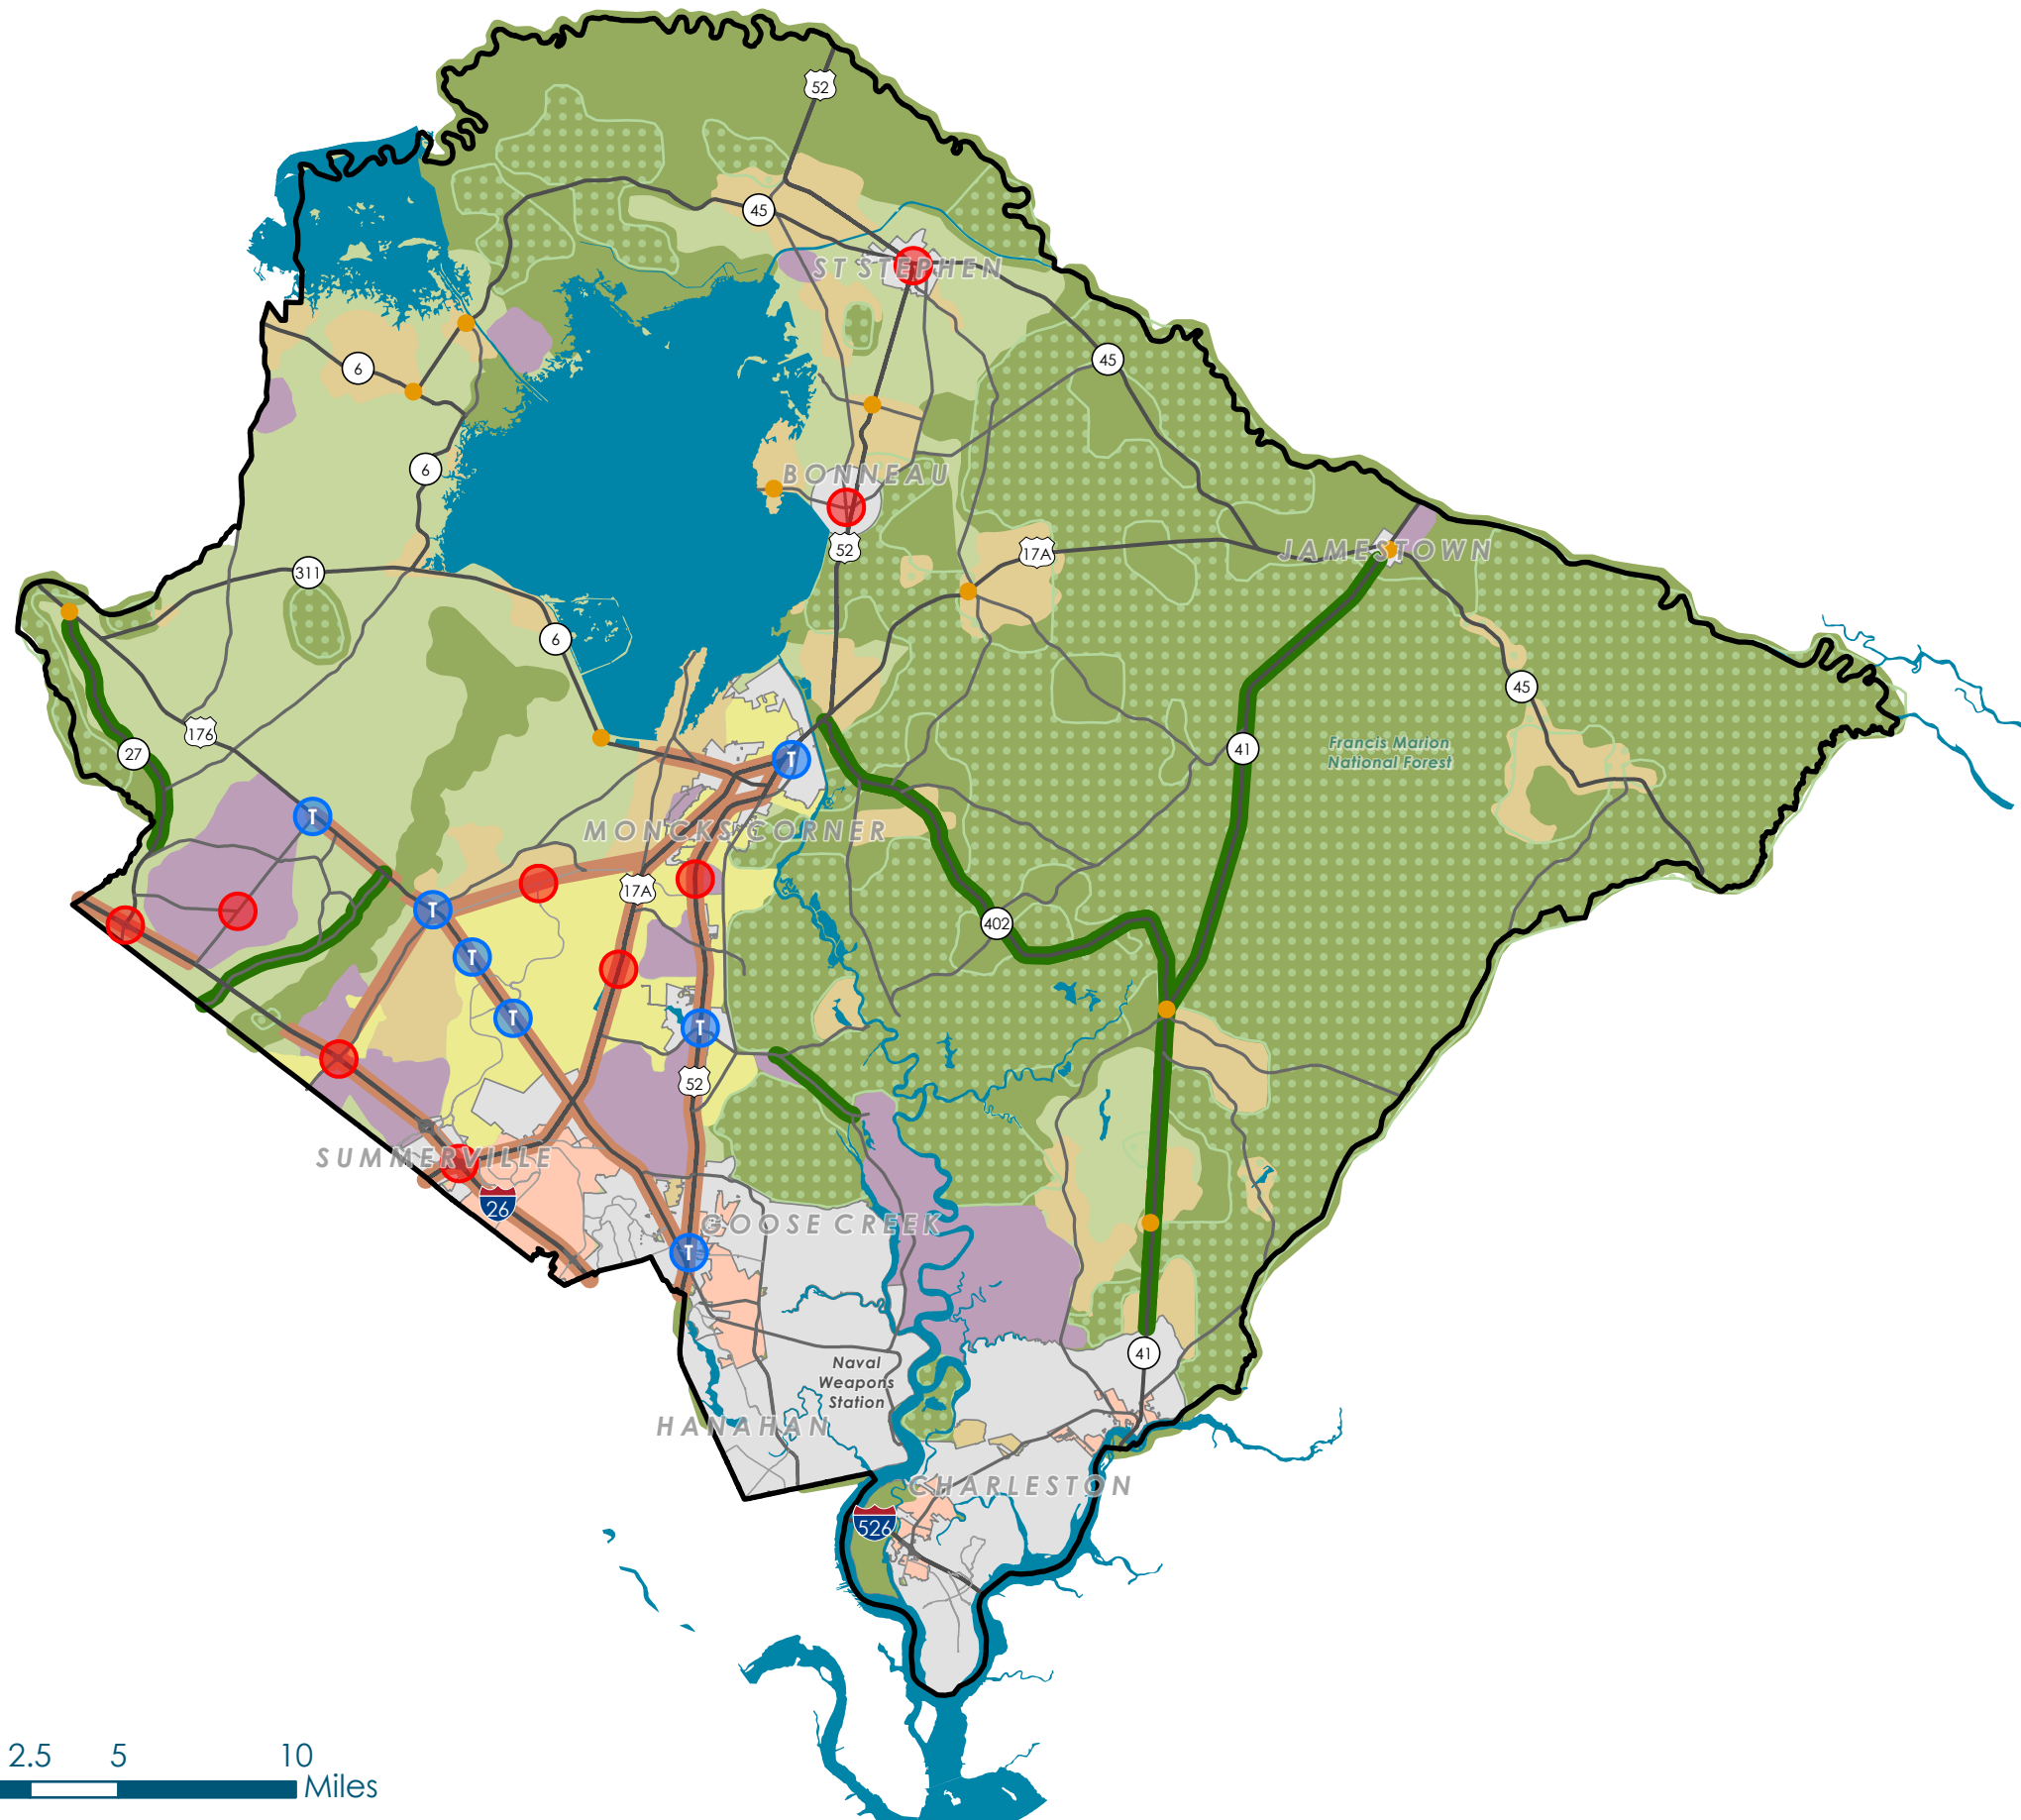 52
45
ST STEPHEN
6
45
6
BONNEAU
52
17A
JAMESTOWN
311
6
45
176
27
41
Francis Marion
National Forest
T
T
MONCKS CORNER
17A
T
402
T
T
T
52
SUMMERVILLE
26
GOOSE CREEK
T
41
Naval
Weapons
Station
HANAHAN
CHARLESTON
526
2.5 5 10
Miles